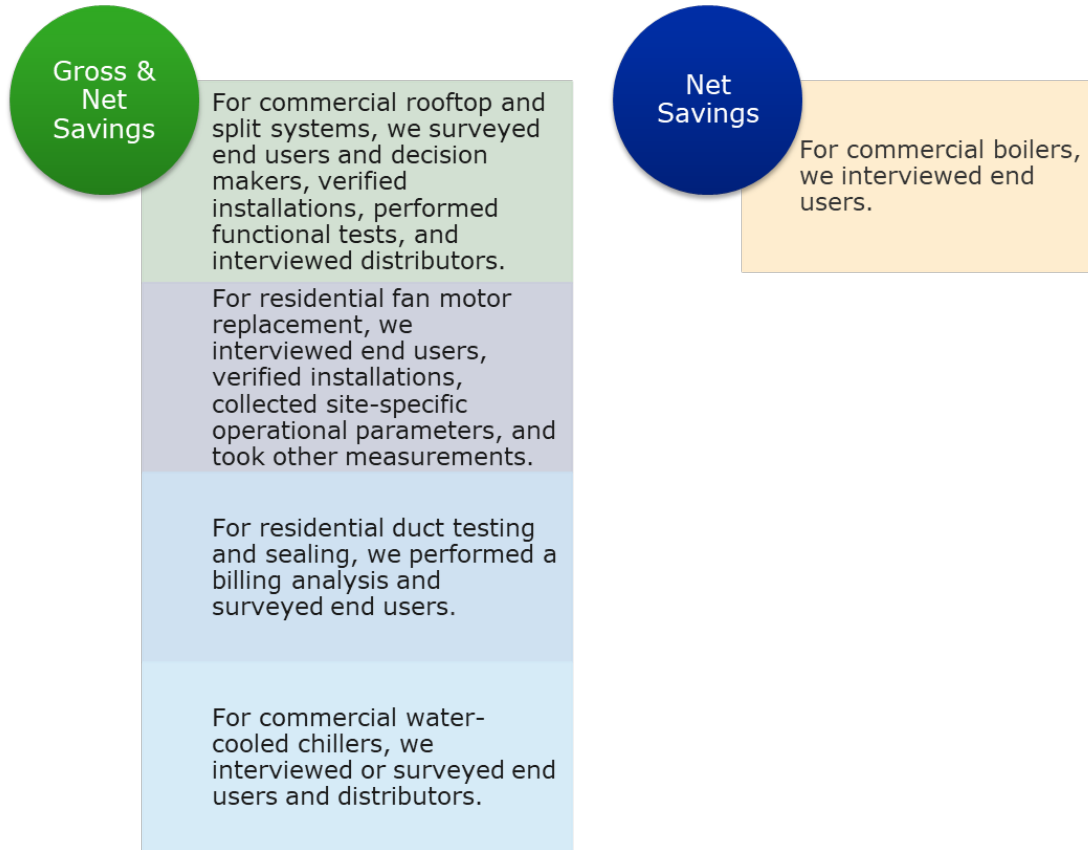 Gross &
Net
Savings
For commercial rooftop and
split systems, we surveyed
end users and decision
makers, verified
installations, performed
functional tests, and
interviewed distributors.
For residential fan motor
replacement, we
interviewed end users,
verified installations,
collected site-specific
operational parameters, and
took other measurements.
For residential duct testing
and sealing, we performed a
billing analysis and
surveyed end users.
For commercial water-
cooled chillers, we
interviewed or surveyed end
users and distributors.
Net
Savings
For commercial boilers,
we interviewed end
users.